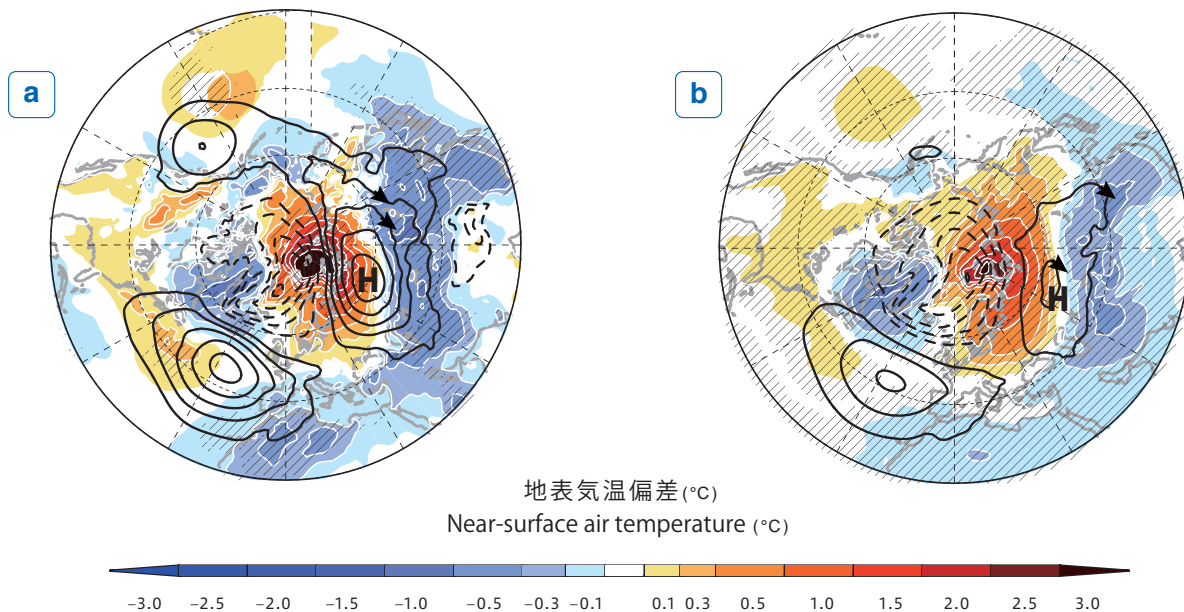 a
b
H
H
地表気温偏差(°C)
Near-surface air temperature (°C)
−3.0 −2.5 −2.0 −1.5 −1.0 −0.5 −0.3 −0.1 0.1 0.3 0.5 1.0 1.5 2.0 2.5 3.0